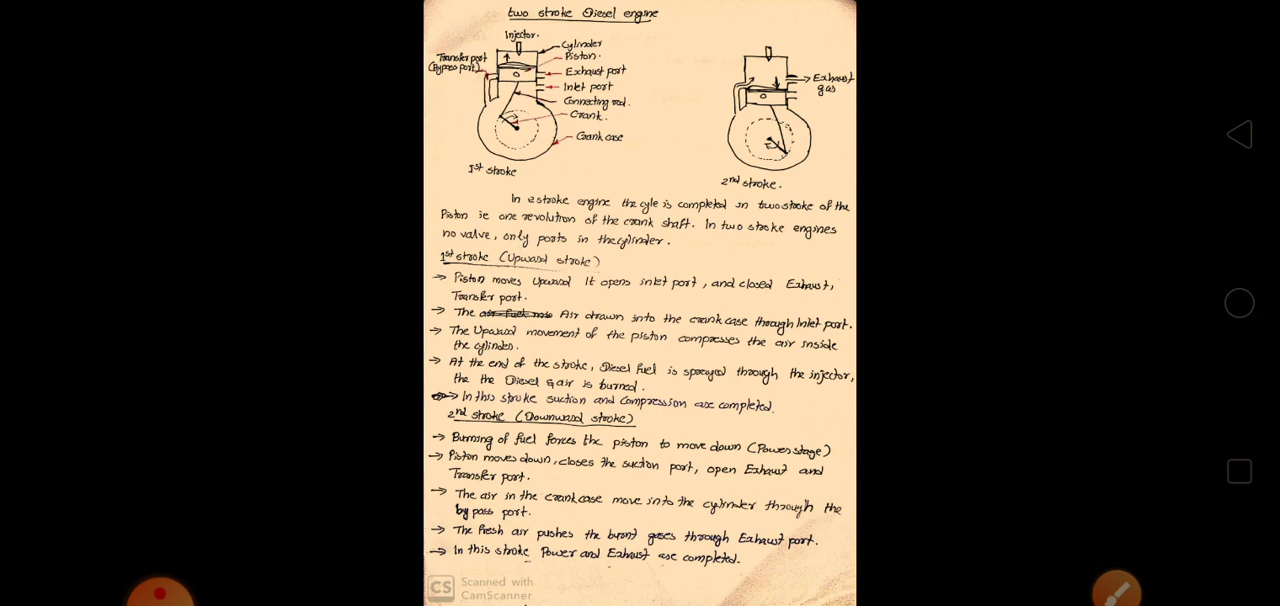 two stroke Diesel engine
Injector.
Cylinder
Transfer port
(Bypass port)
Piston.
Exhaust port
Inlet port
Connecting rod.
Crank.
Crank case
1st stroke
Exhaust
gas
2nd stroke.
In 2 stroke engine the cyle is completed in two stroke of the
Piston ie one revolution of the crank shaft. In two stroke engines
no valve, only ports in the cylinder.
1st stroke (Upward stroke)
→ Piston moves Upward It opens inlet port, and closed Exhaust,
Transfer port.
→ The Air drawn into the crank case through Inlet port.
→ The Upward movement of the piston compresses the air inside
the cylinder.
→ At the end of the stroke, Diesel fuel is sprayed through the injector,
the the Diesel & air is burned.
→ In this stroke suction and compression are completed.
2nd stroke (Downward stroke)
→ Burning of fuel forces the piston to move down (Power stage)
→ Piston moves down, closes the suction port, open Exhaust and
Transfer port.
→ The air in the crank case move into the cylinder through the
by pass port.
→ The fresh air pushes the burnt gases through Exhaust port.
→ In this stroke Power and Exhaust are completed.
CS
Scanned with
CamScanner